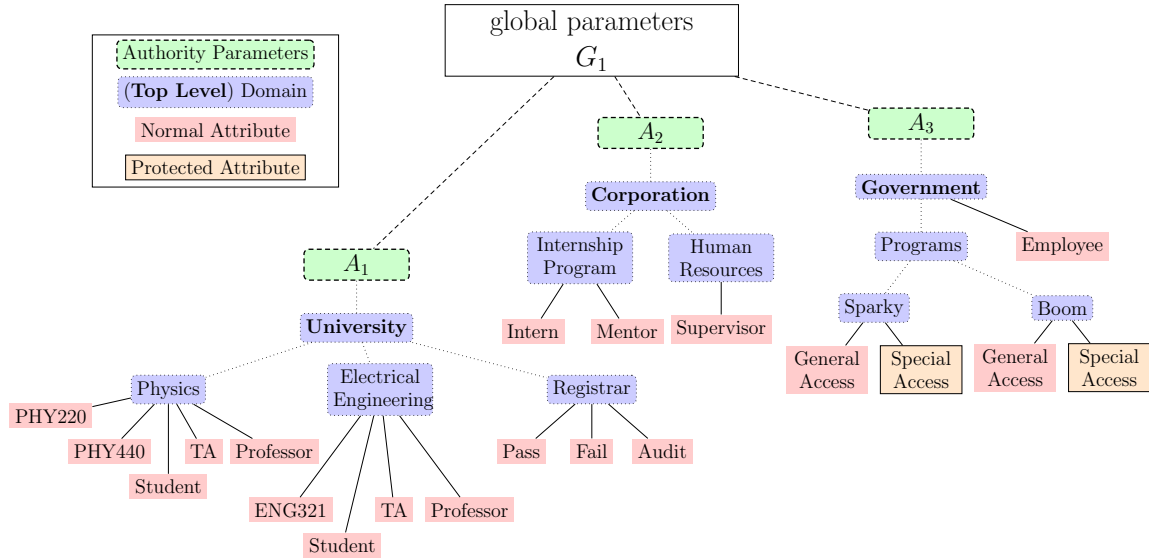 global parameters
G1
Authority Parameters
(Top Level) Domain
Normal Attribute
Protected Attribute
A1
A2
A3
University
Corporation
Government
Physics
Electrical
Engineering
Registrar
Internship
Program
Human
Resources
Programs
Employee
Sparky
Boom
PHY220
PHY440
Student
TA
Professor
ENG321
Student
TA
Professor
Pass
Fail
Audit
Intern
Mentor
Supervisor
General
Access
Special
Access
General
Access
Special
Access